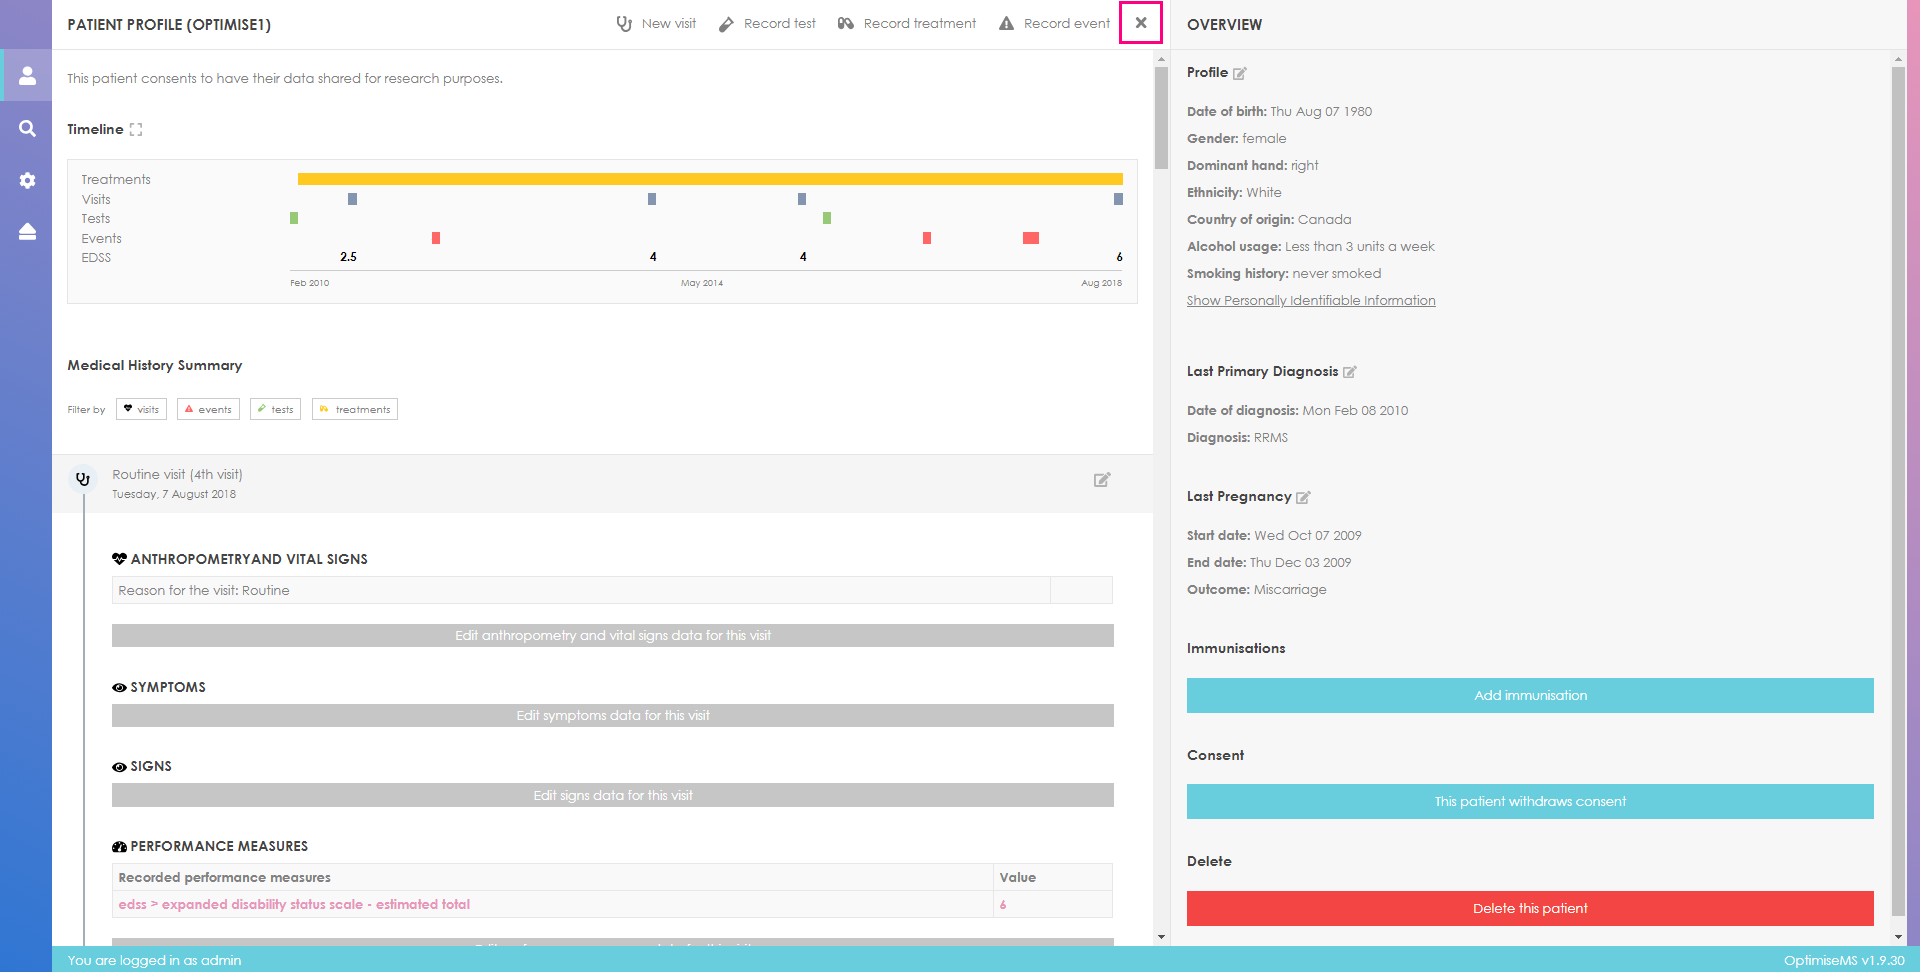 PATIENT PROFILE (OPTIMISE1)
New visit
Record test
Record treatment
Record event
This patient consents to have their data shared for research purposes.
Timeline
Treatments
Visits
Tests
Events
EDSS
2.5
4
4
6
Feb 2010
May 2014
Aug 2018
Medical History Summary
Filter by
visits
events
tests
treatments
Routine visit (4th visit)
Tuesday, 7 August 2018
ANTHROPOMETRYAND VITAL SIGNS
Reason for the visit: Routine
Edit anthropometry and vital signs data for this visit
SYMPTOMS
Edit symptoms data for this visit
SIGNS
Edit signs data for this visit
PERFORMANCE MEASURES
Recorded performance measures
Value
edss > expanded disability status scale - estimated total
6
OVERVIEW
Profile
Date of birth: Thu Aug 07 1980
Gender: female
Dominant hand: right
Ethnicity: White
Country of origin: Canada
Alcohol usage: Less than 3 units a week
Smoking history: never smoked
Show Personally Identifiable Information
Last Primary Diagnosis
Date of diagnosis: Mon Feb 08 2010
Diagnosis: RRMS
Last Pregnancy
Start date: Wed Oct 07 2009
End date: Thu Dec 03 2009
Outcome: Miscarriage
Immunisations
Add immunisation
Consent
This patient withdraws consent
Delete
Delete this patient
You are logged in as admin
OptimiseMS v1.9.30